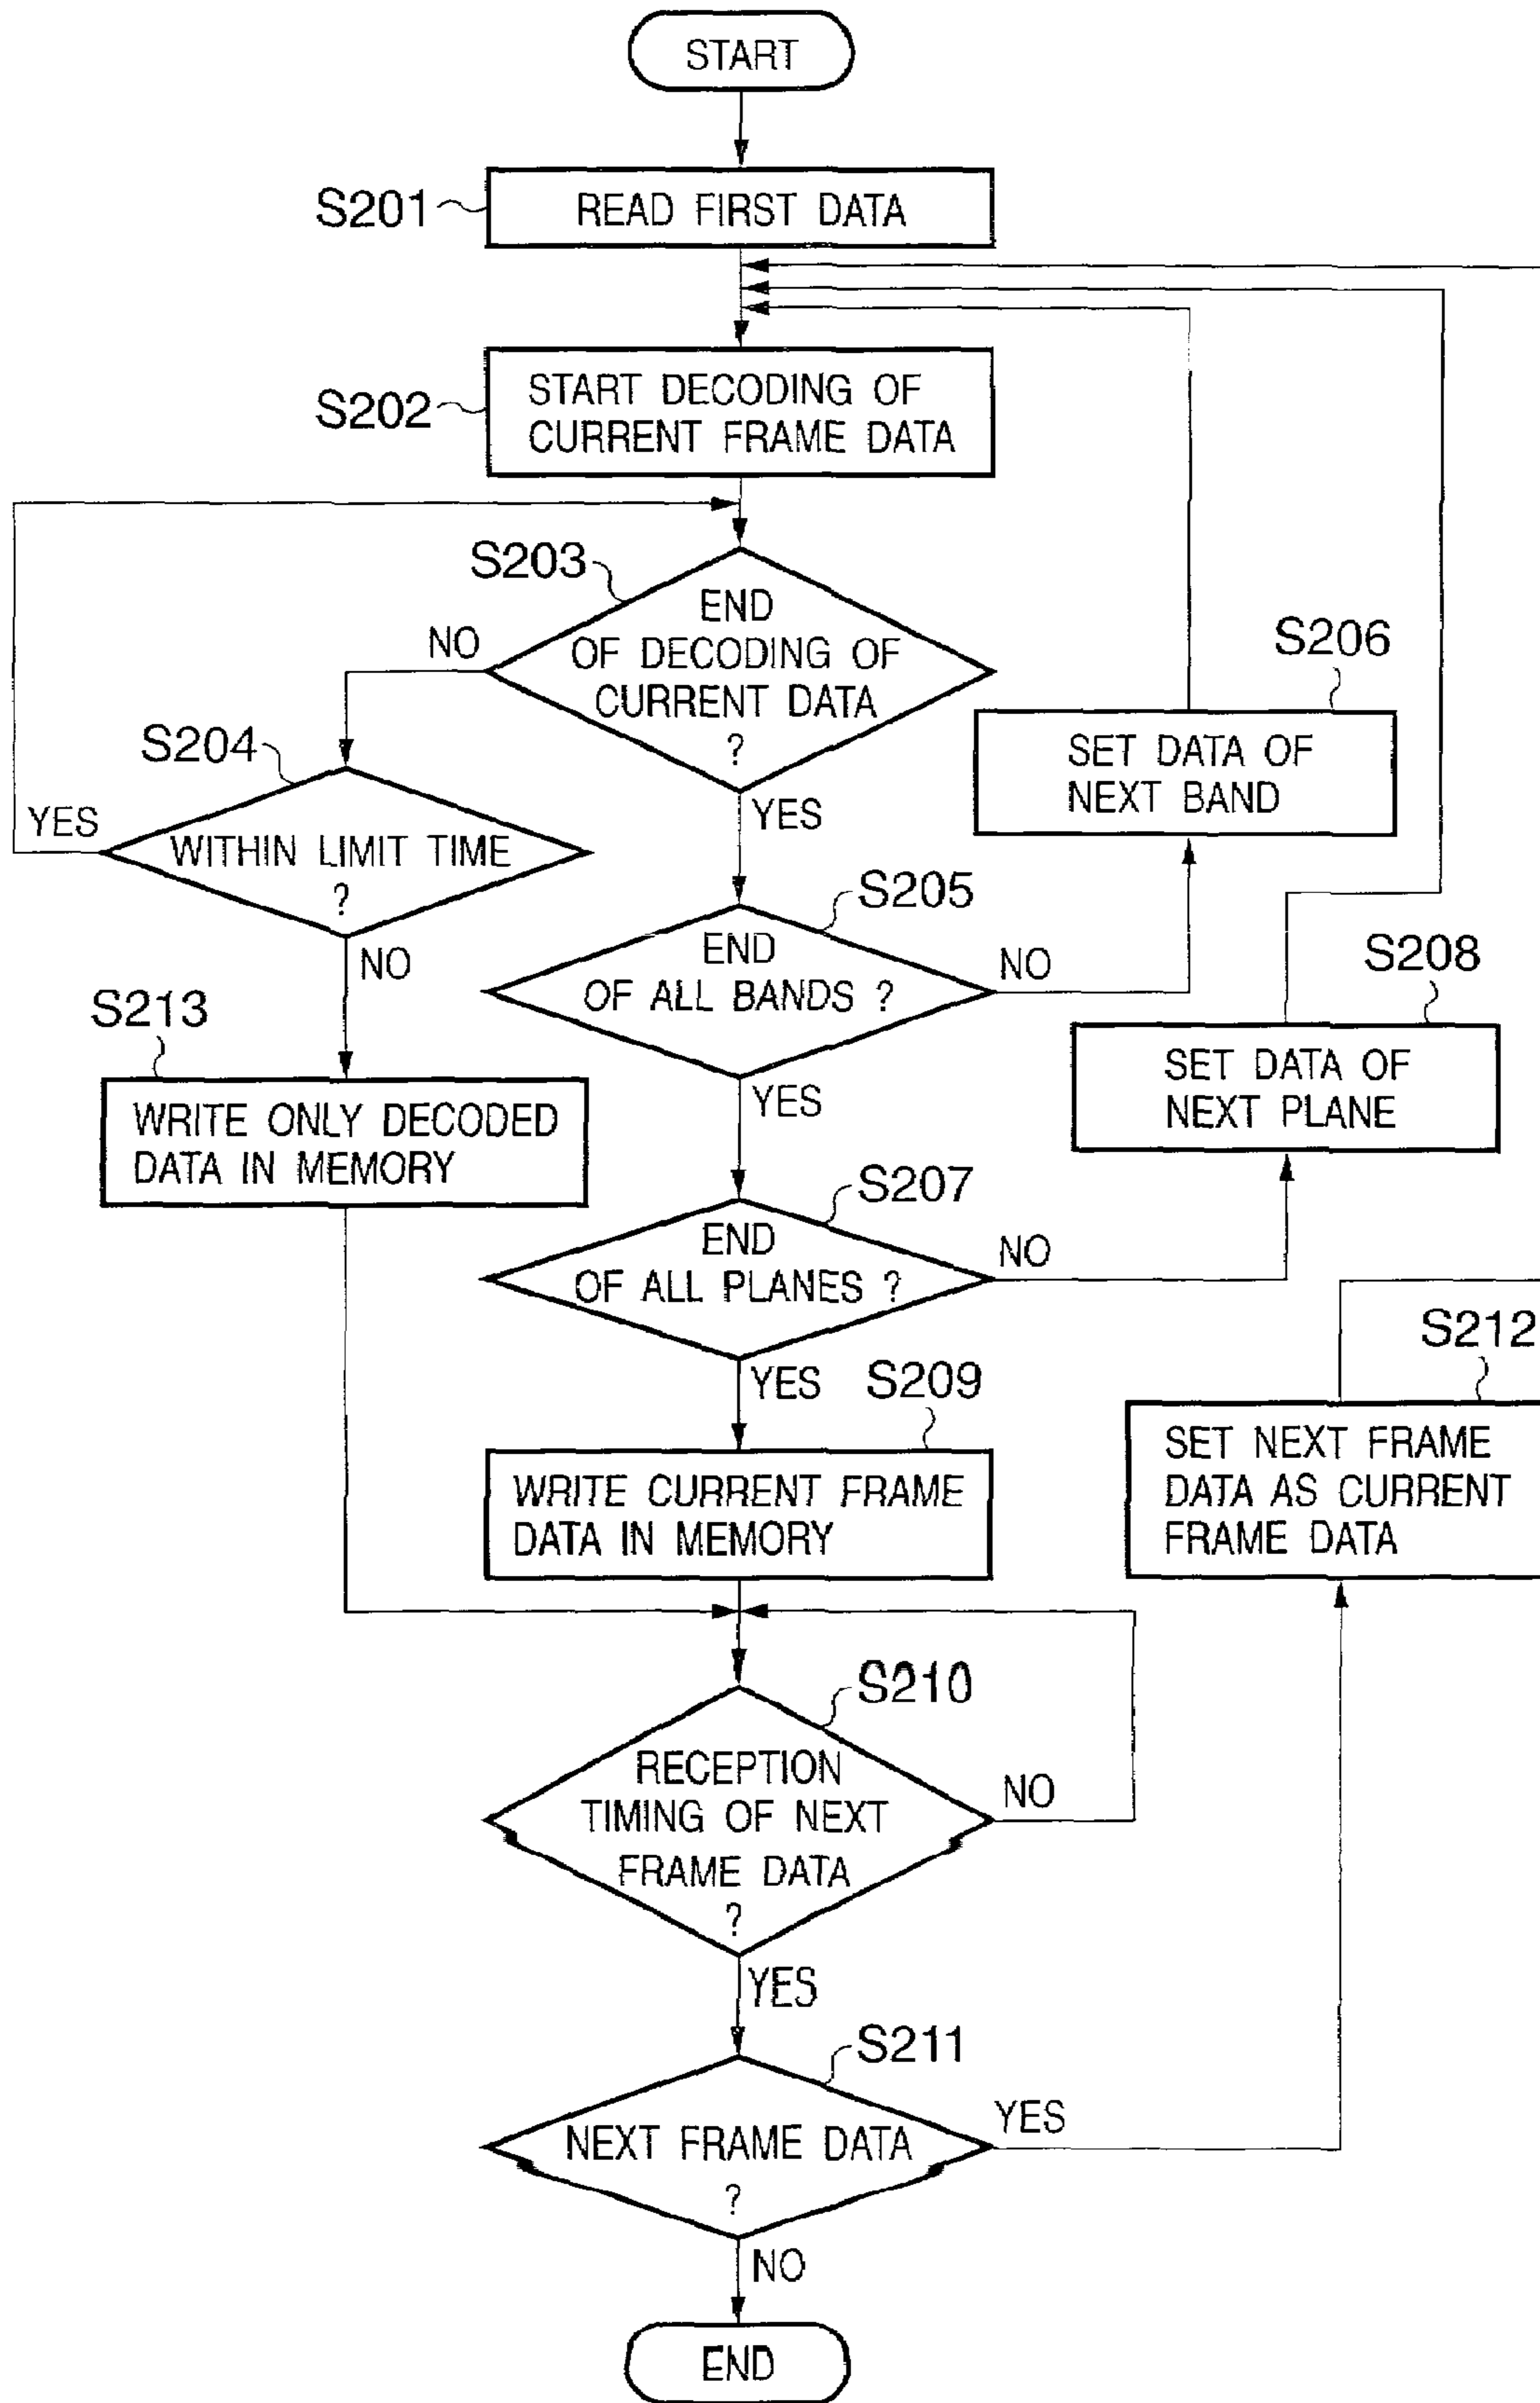 START
S201
READ FIRST DATA
S202
START DECODING OF
CURRENT FRAME DATA
S203
END
OF DECODING OF
CURRENT DATA
?
NO
YES
S204
WITHIN LIMIT TIME
?
YES
NO
S206
SET DATA OF
NEXT BAND
S205
END
OF ALL BANDS ?
NO
YES
S208
SET DATA OF
NEXT PLANE
S213
WRITE ONLY DECODED
DATA IN MEMORY
S207
END
OF ALL PLANES ?
NO
YES
S209
WRITE CURRENT FRAME
DATA IN MEMORY
S212
SET NEXT FRAME
DATA AS CURRENT
FRAME DATA
S210
RECEPTION
TIMING OF NEXT
FRAME DATA
?
NO
YES
S211
NEXT FRAME DATA
?
YES
NO
END